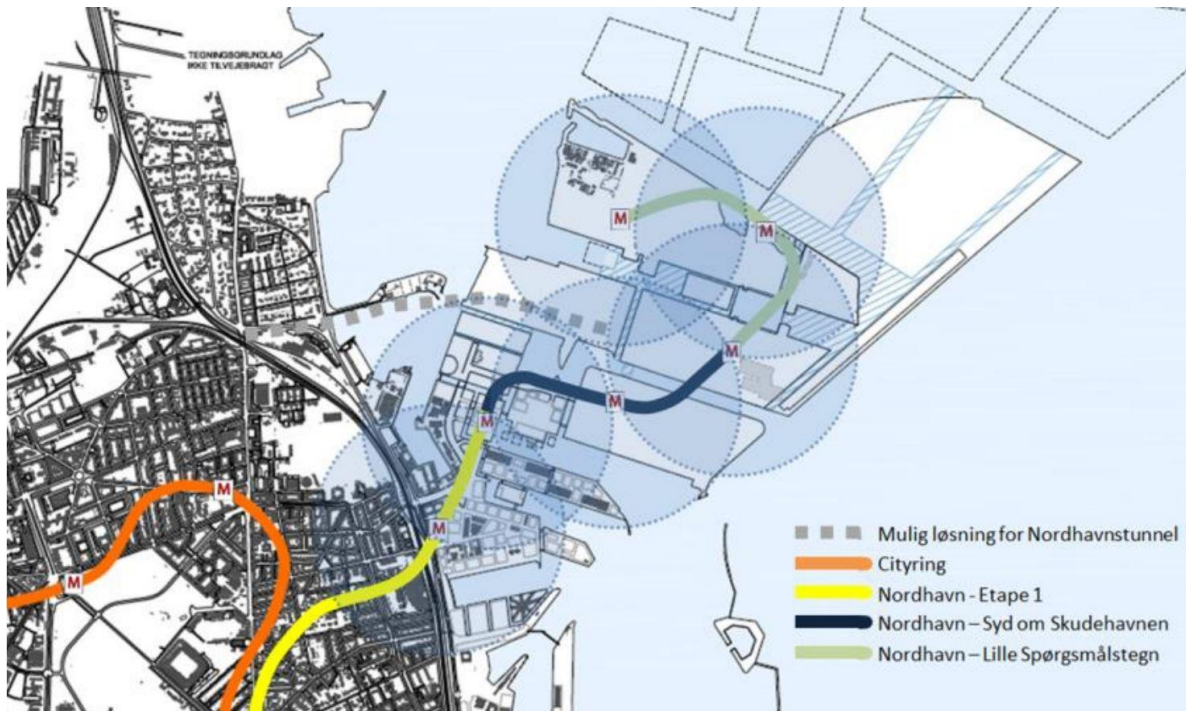 TEGNINGSGRUNDLAG
IKKE TILVEJEBRAGT
M
M
M
M
M
M
M
M
Mulig løsning for Nordhavnstunnel
Cityring
Nordhavn - Etape 1
Nordhavn – Syd om Skudehavnen
Nordhavn – Lille Spørgsmålstegn